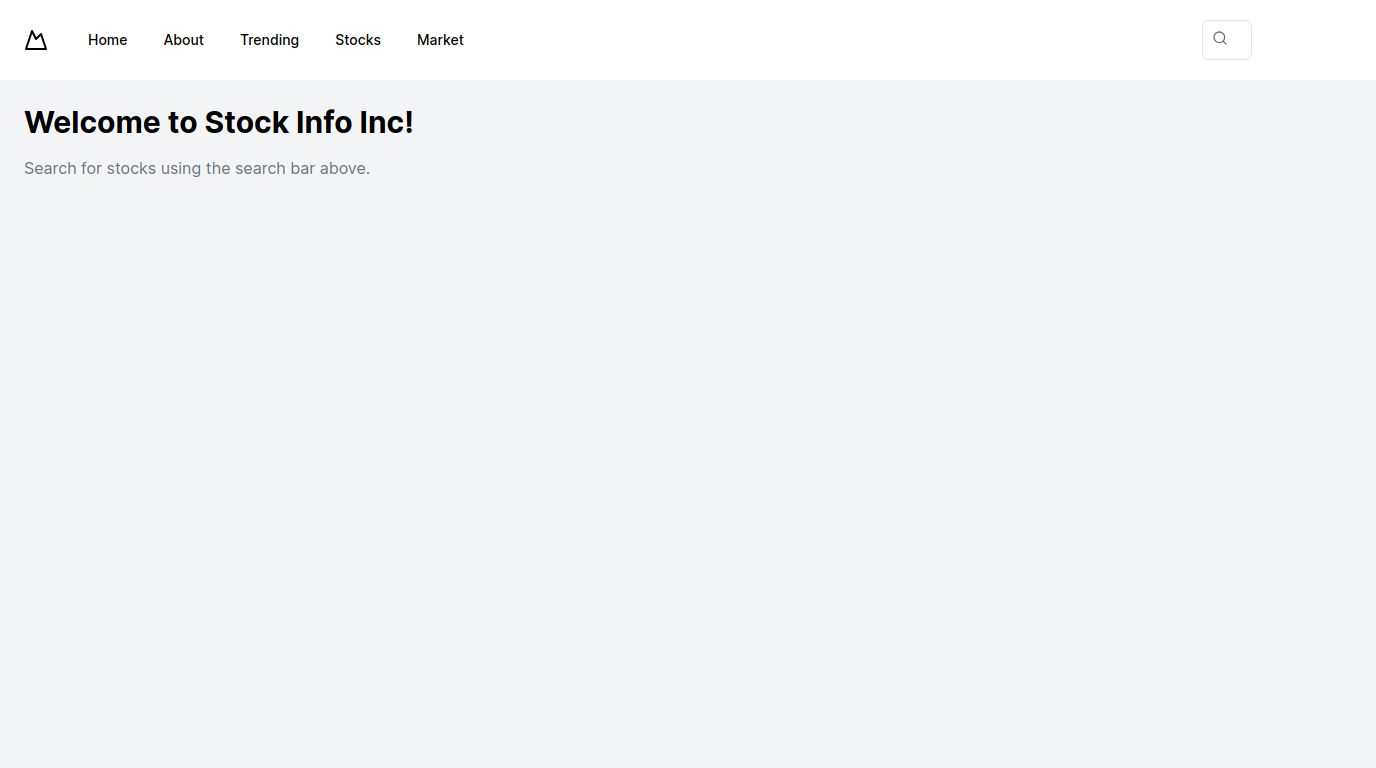 Home About Trending Stocks Market
Welcome to Stock Info Inc!
Search for stocks using the search bar above.